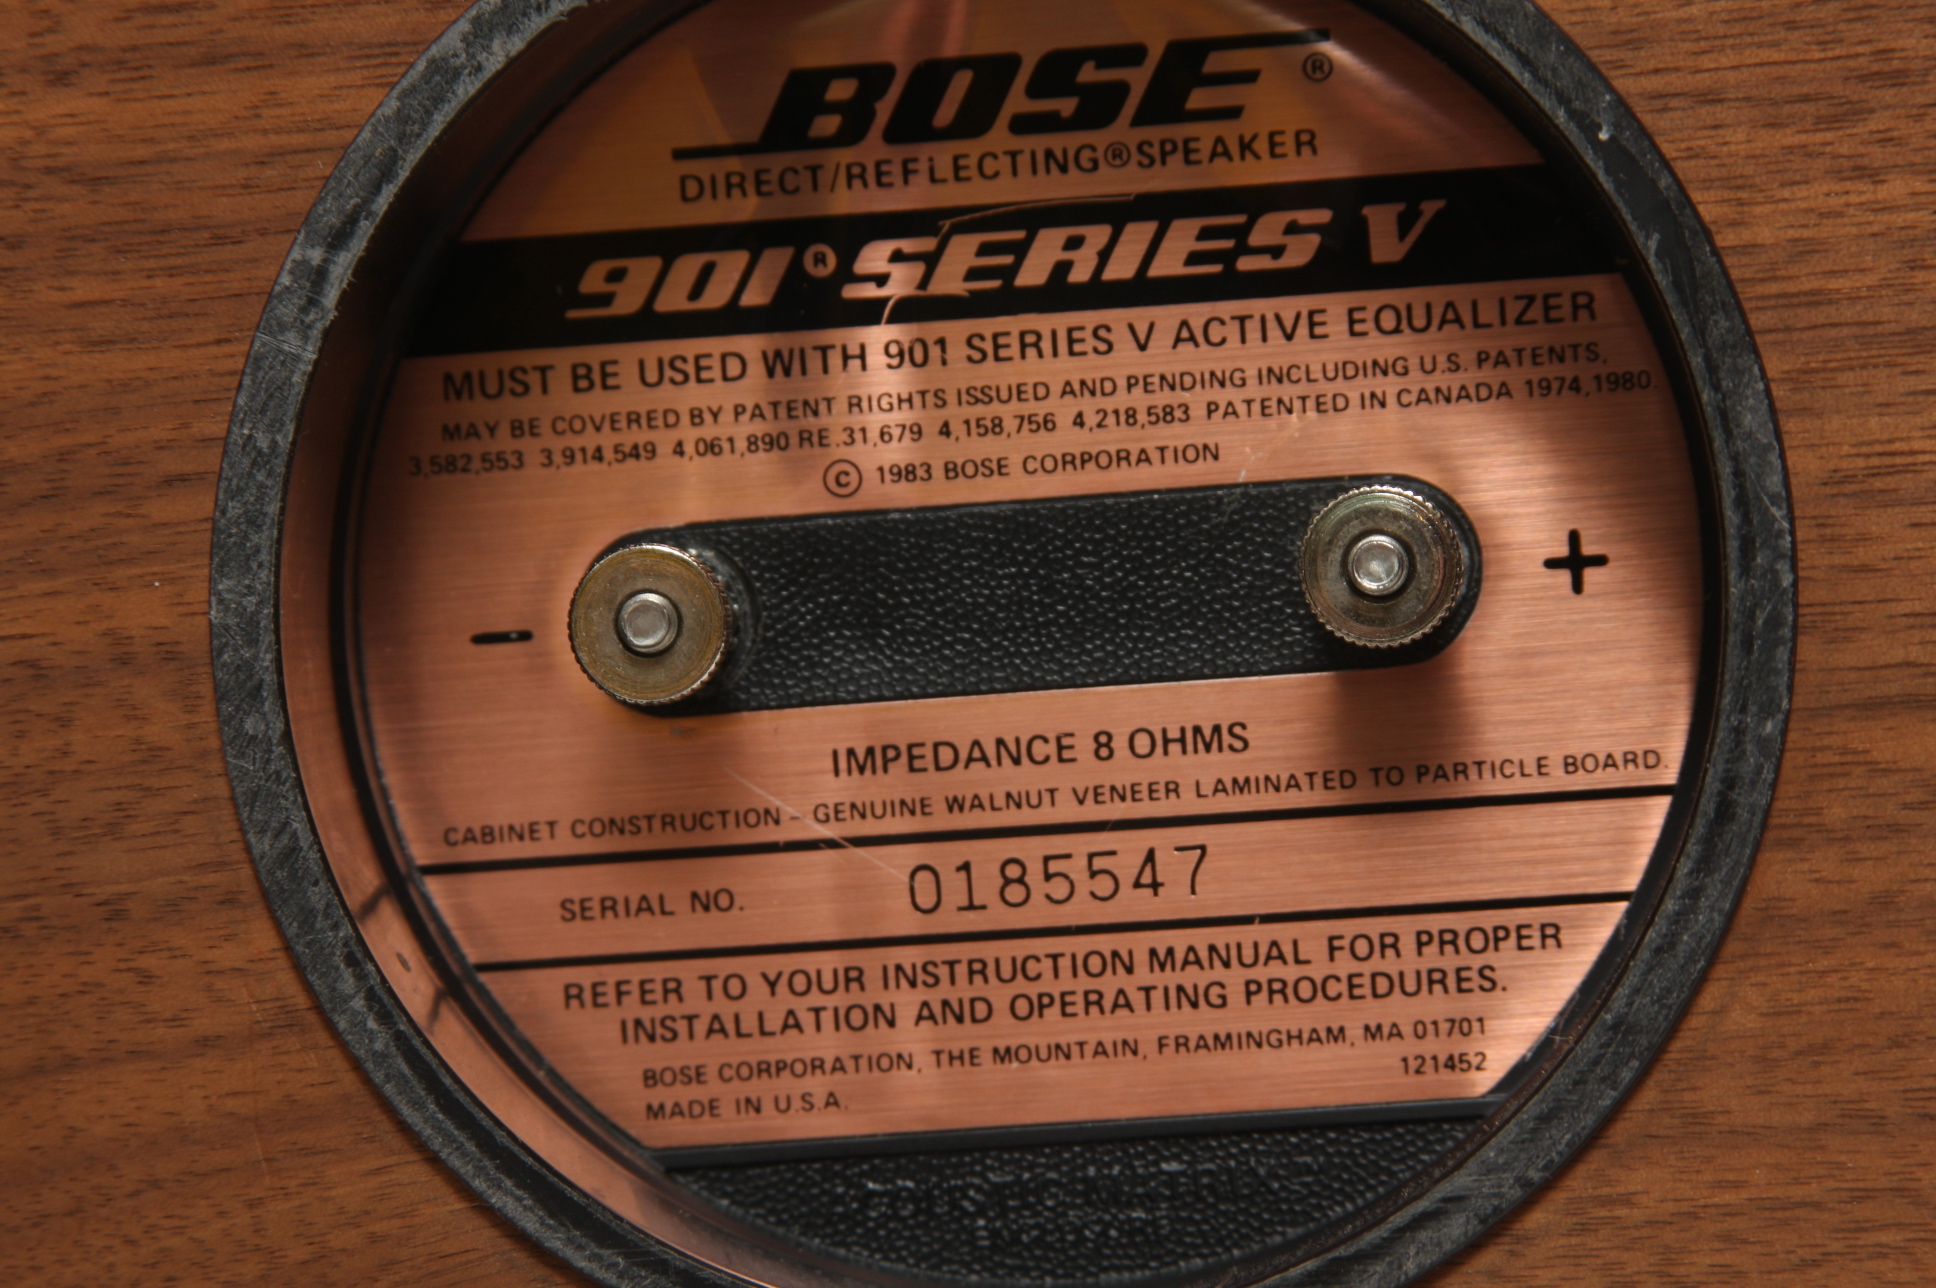 BOSE®
DIRECT/REFLECTING®SPEAKER
901® SERIES V
MUST BE USED WITH 901 SERIES V ACTIVE EQUALIZER
MAY BE COVERED BY PATENT RIGHTS ISSUED AND PENDING INCLUDING U.S. PATENTS,
3,582,553 3,914,549 4,061,890 RE.31,679 4,158,756 4,218,583 PATENTED IN CANADA 1974,1980.
© 1983 BOSE CORPORATION
- +
IMPEDANCE 8 OHMS
CABINET CONSTRUCTION - GENUINE WALNUT VENEER LAMINATED TO PARTICLE BOARD.
SERIAL NO. 0185547
REFER TO YOUR INSTRUCTION MANUAL FOR PROPER
INSTALLATION AND OPERATING PROCEDURES.
BOSE CORPORATION, THE MOUNTAIN, FRAMINGHAM, MA 01701
121452
MADE IN U.S.A.